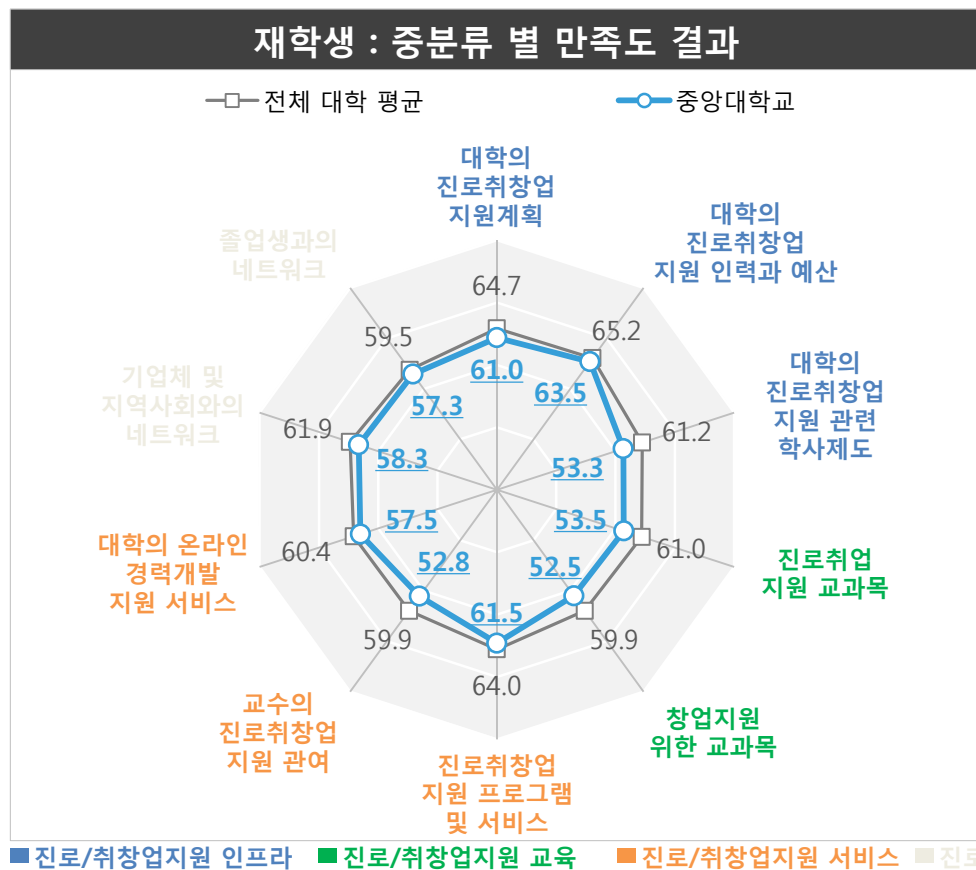 재학생 : 중분류 별 만족도 결과
전체 대학 평균
중앙대학교
대학의
진로취창업
지원계획
대학의
진로취창업
지원 인력과 예산
대학의
진로취창업
지원 관련
학사제도
진로취업
지원 교과목
창업지원
위한 교과목
진로취창업
지원 프로그램
및 서비스
교수의
진로취창업
지원 관여
대학의 온라인
경력개발
지원 서비스
기업체 및
지역사회와의
네트워크
졸업생과의
네트워크
64.7
65.2
61.2
61.0
59.9
64.0
59.9
60.4
61.9
59.5
61.0
63.5
53.3
53.5
52.5
61.5
52.8
57.5
58.3
57.3
진로/취창업지원 인프라
진로/취창업지원 교육
진로/취창업지원 서비스
진로